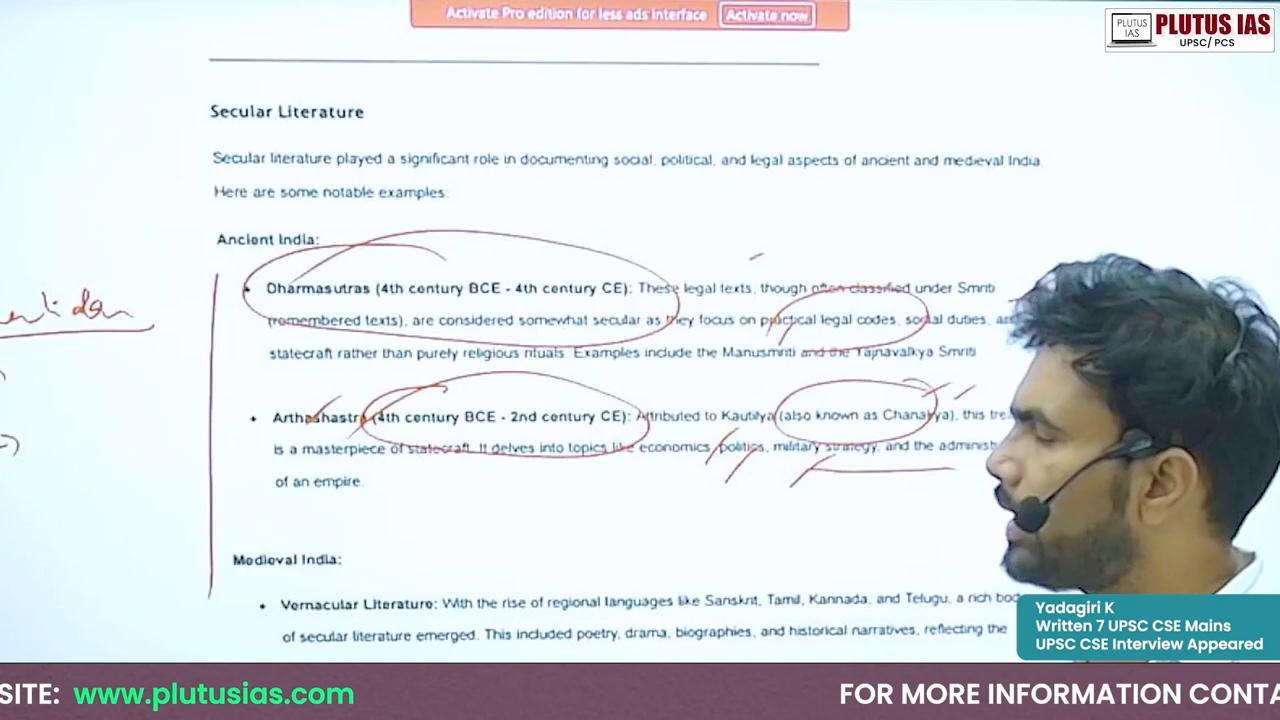 Activate Pro edition for less ads interface Activate now
PLUTUS IAS
PLUTUS IAS
UPSC/ PCS
Secular Literature
Secular literature played a significant role in documenting social, political, and legal aspects of ancient and medieval India.
Here are some notable examples:
Ancient India:
• Dharmasutras (4th century BCE - 4th century CE): These legal texts, though often classified under Smriti
(remembered texts), are considered somewhat secular as they focus on practical legal codes, social duties,
statecraft rather than purely religious rituals. Examples include the Manusmriti and the Yajnavalkya Smriti
• Arthashastra (4th century BCE - 2nd century CE): Attributed to Kautilya (also known as Chanakya), this
is a masterpiece of statecraft. It delves into topics like economics, politics, military strategy, and the
of an empire.
Medieval India:
• Vernacular Literature: With the rise of regional languages like Sanskrit, Tamil, Kannada, and Telugu, a rich
of secular literature emerged. This included poetry, drama, biographies, and historical narratives, reflecting the
Yadagiri K
Written 7 UPSC CSE Mains
UPSC CSE Interview Appeared
SITE: www.plutusias.com
FOR MORE INFORMATION CONTA